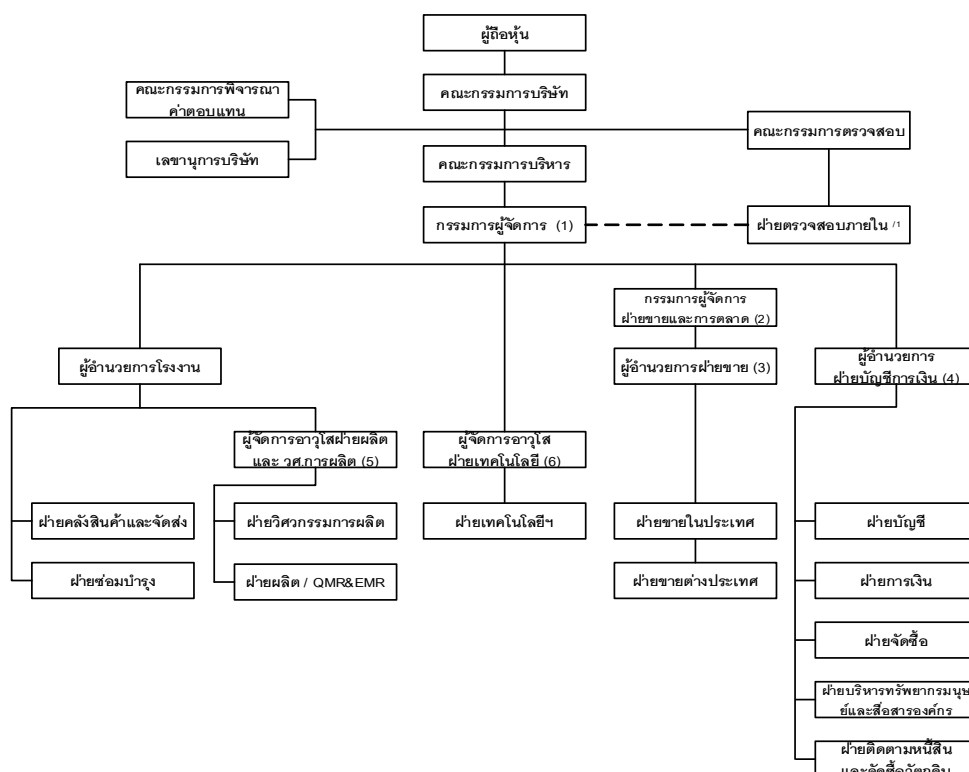 ผู้ถือหุ้น
คณะกรรมการพิจารณา
ค่าตอบแทน
คณะกรรมการบริษัท
คณะกรรมการตรวจสอบ
เลขานุการบริษัท
คณะกรรมการบริหาร
กรรมการผู้จัดการ (1)
ฝ่ายตรวจสอบภายใน /1
กรรมการผู้จัดการ
ฝ่ายขายและการตลาด (2)
ผู้อำนวยการโรงงาน
ผู้อำนวยการฝ่ายขาย (3)
ผู้อำนวยการ
ฝ่ายบัญชีการเงิน (4)
ผู้จัดการอาวุโสฝ่ายผลิต
และ วศ.การผลิต (5)
ผู้จัดการอาวุโส
ฝ่ายเทคโนโลยี (6)
ฝ่ายคลังสินค้าและจัดส่ง
ฝ่ายวิศวกรรมการผลิต
ฝ่ายเทคโนโลยีฯ
ฝ่ายขายในประเทศ
ฝ่ายบัญชี
ฝ่ายซ่อมบำรุง
ฝ่ายผลิต / QMR&EMR
ฝ่ายขายต่างประเทศ
ฝ่ายการเงิน
ฝ่ายจัดซื้อ
ฝ่ายบริหารทรัพยากรมนุษ
ย์และสื่อสารองค์กร
ฝ่ายติดตามหนี้สิน
และจัดซื้อวัตถุดิบ